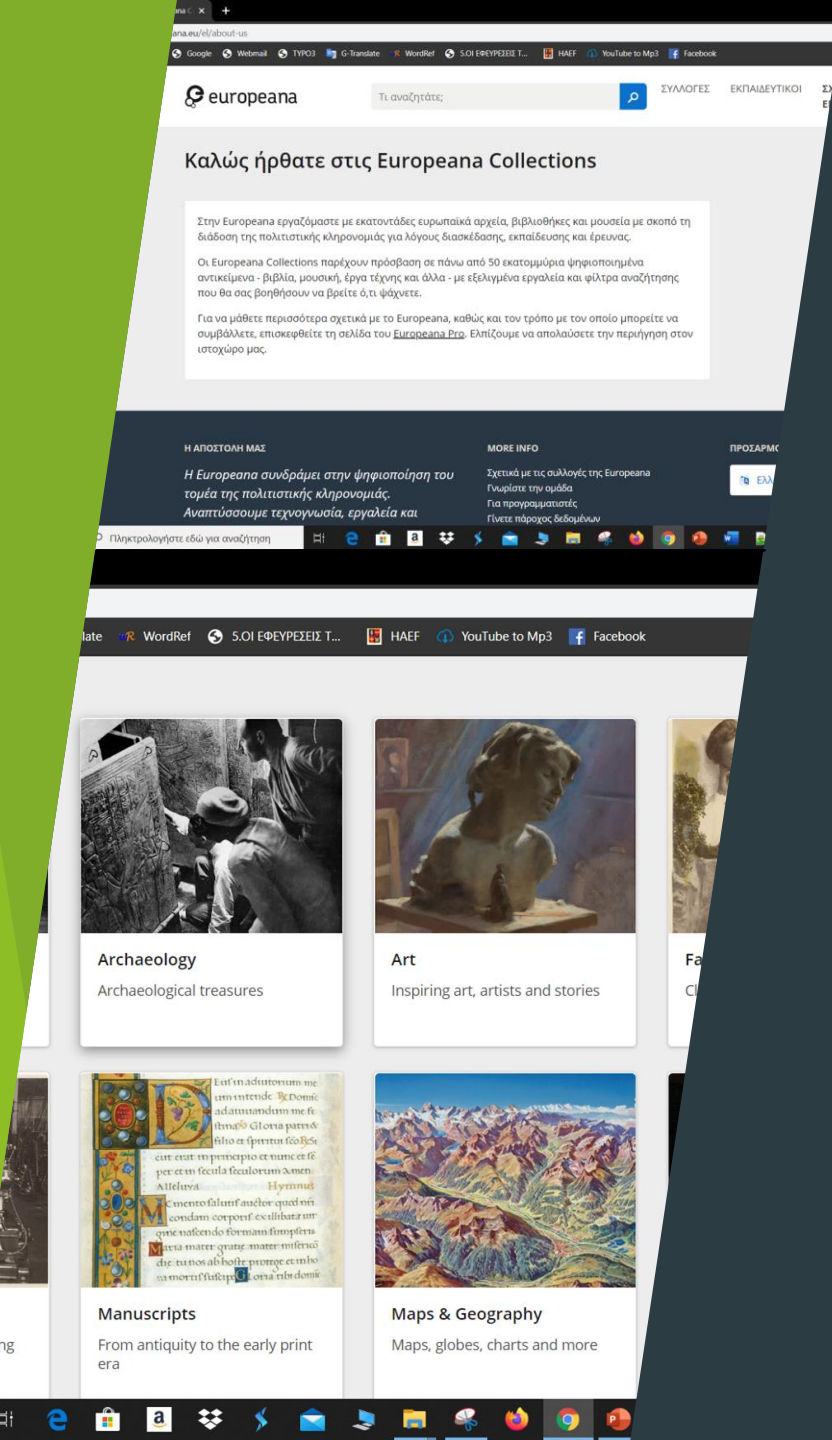 ana.eu/el/about-us
Google Webmail TYPO3 G-Translate WordRef 5.ΟΙ ΕΦΕΥΡΕΣΕΙΣ Τ... HAEF YouTube to Mp3 Facebook
europeana
Τι αναζητάτε;
ΣΥΛΛΟΓΕΣ ΕΚΠΑΙΔΕΥΤΙΚΟΙ
Καλώς ήρθατε στις Europeana Collections
Στην Europeana εργαζόμαστε με εκατοντάδες ευρωπαϊκά αρχεία, βιβλιοθήκες και μουσεία με σκοπό τη
διάδοση της πολιτιστικής κληρονομιάς για λόγους διασκέδασης, εκπαίδευσης και έρευνας.
Οι Europeana Collections παρέχουν πρόσβαση σε πάνω από 50 εκατομμύρια ψηφιοποιημένα
αντικείμενα - βιβλία, μουσική, έργα τέχνης και άλλα - με εξελιγμένα εργαλεία και φίλτρα αναζήτησης
που θα σας βοηθήσουν να βρείτε ό,τι ψάχνετε.
Για να μάθετε περισσότερα σχετικά με το Europeana, καθώς και τον τρόπο με τον οποίο μπορείτε να
συμβάλλετε, επισκεφθείτε τη σελίδα του Europeana Pro. Ελπίζουμε να απολαύσετε την περιήγηση στον
ιστοχώρο μας.
Η ΑΠΟΣΤΟΛΗ ΜΑΣ
Η Europeana συνδράμει στην ψηφιοποίηση του
τομέα της πολιτιστικής κληρονομιάς.
Αναπτύσσουμε τεχνογνωσία, εργαλεία και
MORE INFO
Σχετικά με τις συλλογές της Europeana
Γνωρίστε την ομάδα
Για προγραμματιστές
Γίνετε πάροχος δεδομένων
ΠΡΟΣΑΡΜΟ
Ελλ
Πληκτρολογήστε εδώ για αναζήτηση
late WordRef 5.ΟΙ ΕΦΕΥΡΕΣΕΙΣ Τ... HAEF YouTube to Mp3 Facebook
Archaeology
Archaeological treasures
Art
Inspiring art, artists and stories
Fa
Cl
Manuscripts
From antiquity to the early print
era
Maps & Geography
Maps, globes, charts and more
ng